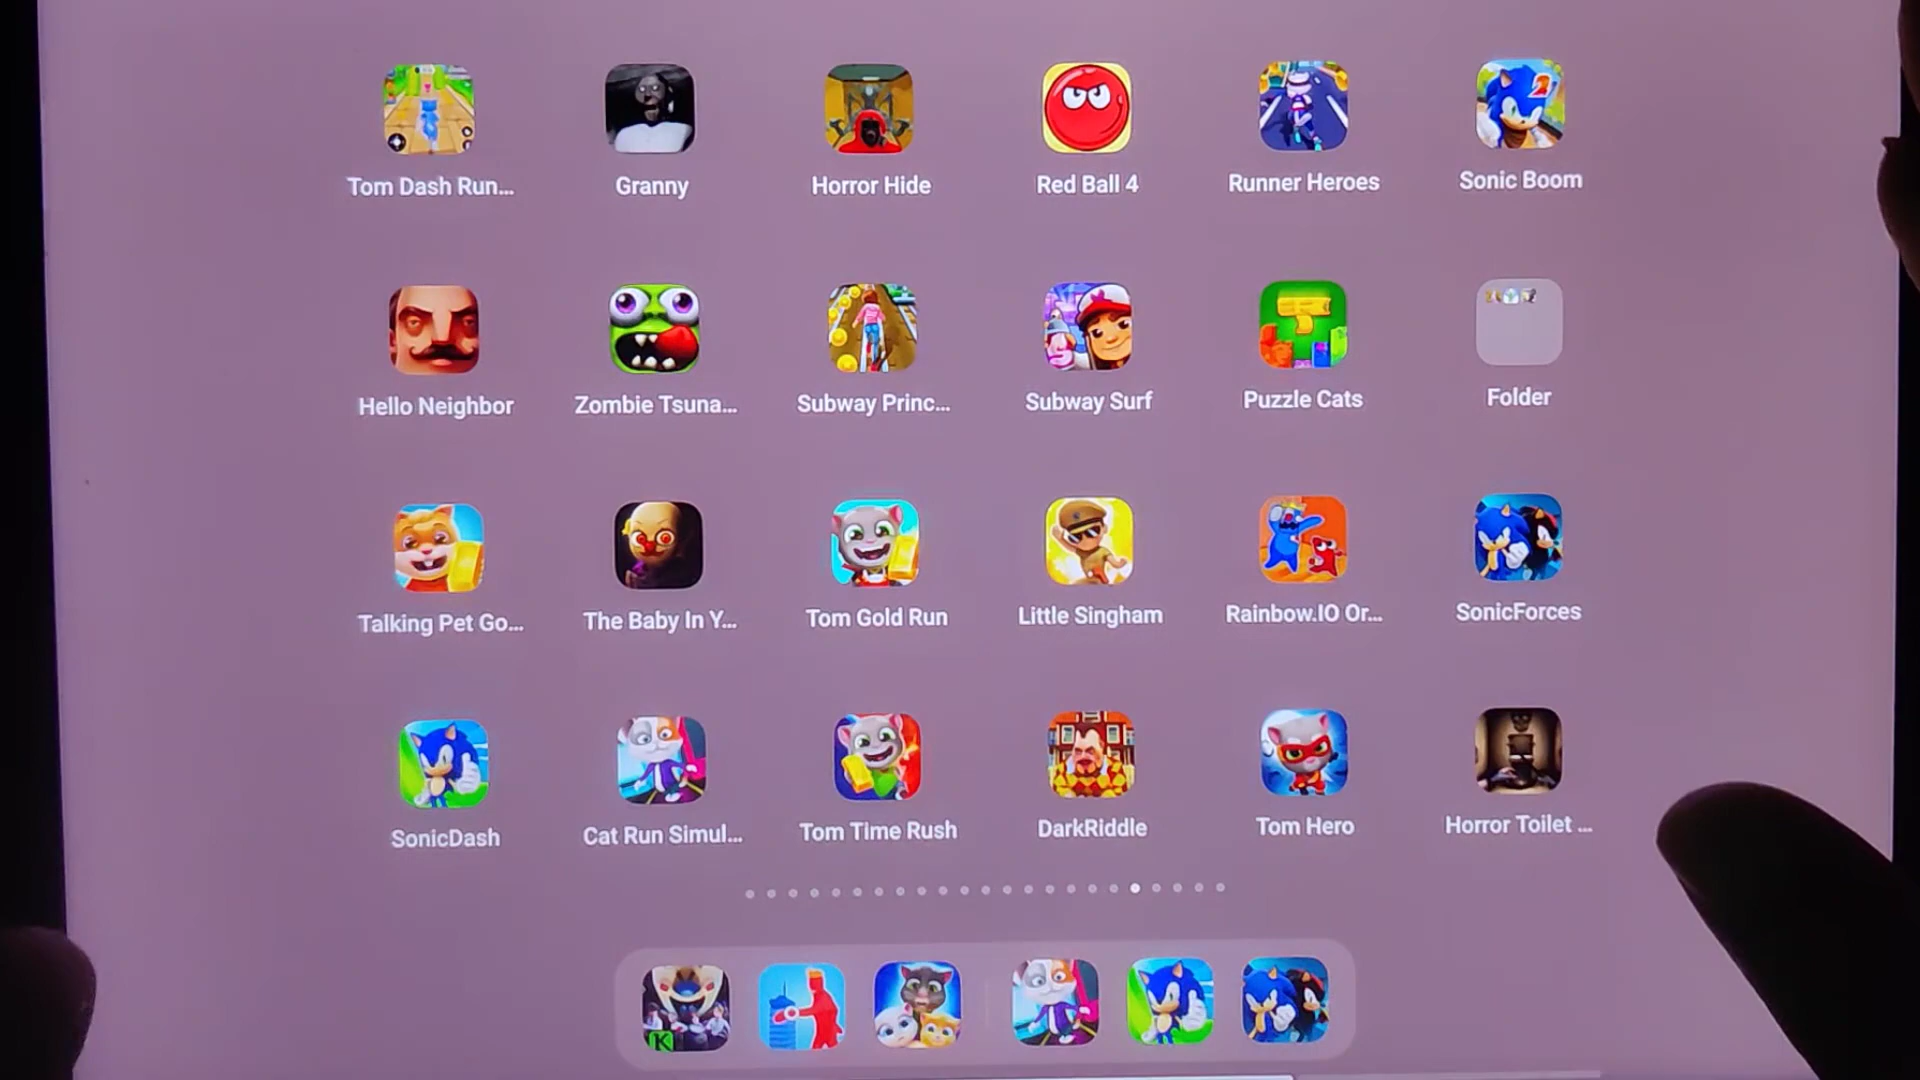 Tom Dash Run...
Granny
Horror Hide
Red Ball 4
Runner Heroes
Sonic Boom
2
Hello Neighbor
Zombie Tsuna...
Subway Princ...
Subway Surf
Puzzle Cats
Folder
Talking Pet Go...
The Baby In Y...
Tom Gold Run
Little Singham
Rainbow.IO Or...
SonicForces
SonicDash
Cat Run Simul...
Tom Time Rush
DarkRiddle
Tom Hero
Horror Toilet ...
K